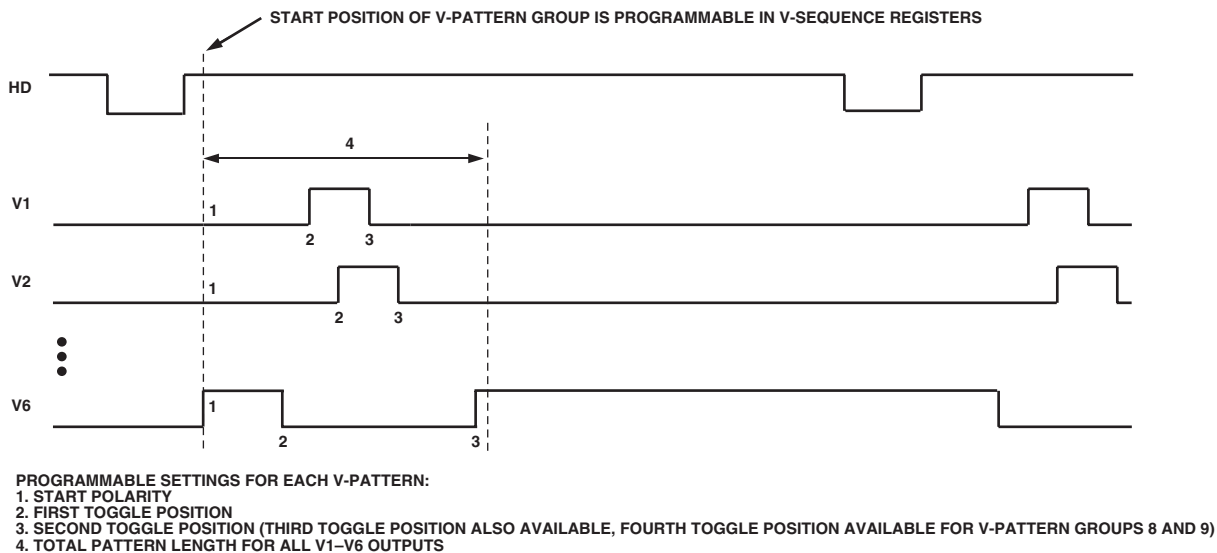 START POSITION OF V-PATTERN GROUP IS PROGRAMMABLE IN V-SEQUENCE REGISTERS
HD
4
V1
1
2 3
V2
1
2 3
V6
1
2 3
PROGRAMMABLE SETTINGS FOR EACH V-PATTERN:
1. START POLARITY
2. FIRST TOGGLE POSITION
3. SECOND TOGGLE POSITION (THIRD TOGGLE POSITION ALSO AVAILABLE, FOURTH TOGGLE POSITION AVAILABLE FOR V-PATTERN GROUPS 8 AND 9)
4. TOTAL PATTERN LENGTH FOR ALL V1–V6 OUTPUTS